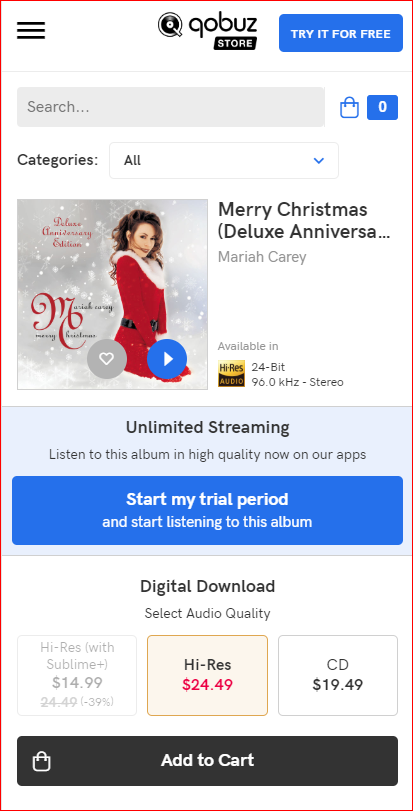 qobuz
STORE
TRY IT FOR FREE
Search...
0
Categories:
All
Deluxe
Anniversary
Edition
Mariah carey
merry Christmas
Merry Christmas
(Deluxe Anniversa...
Mariah Carey
Available in
Hi-Res
AUDIO
24-Bit
96.0 kHz - Stereo
Unlimited Streaming
Listen to this album in high quality now on our apps
Start my trial period
and start listening to this album
Digital Download
Select Audio Quality
Hi-Res (with
Sublime+)
$14.99
24.49 (-39%)
Hi-Res
$24.49
CD
$19.49
Add to Cart